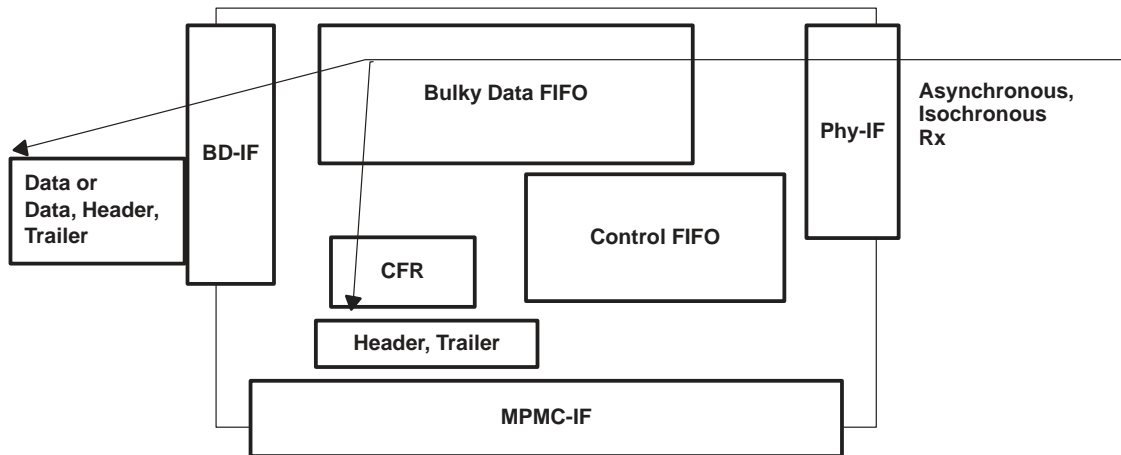 Bulky Data FIFO
Asynchronous,
Isochronous
Rx
Phy-IF
BD-IF
Data or
Data, Header,
Trailer
Control FIFO
CFR
Header, Trailer
MPMC-IF